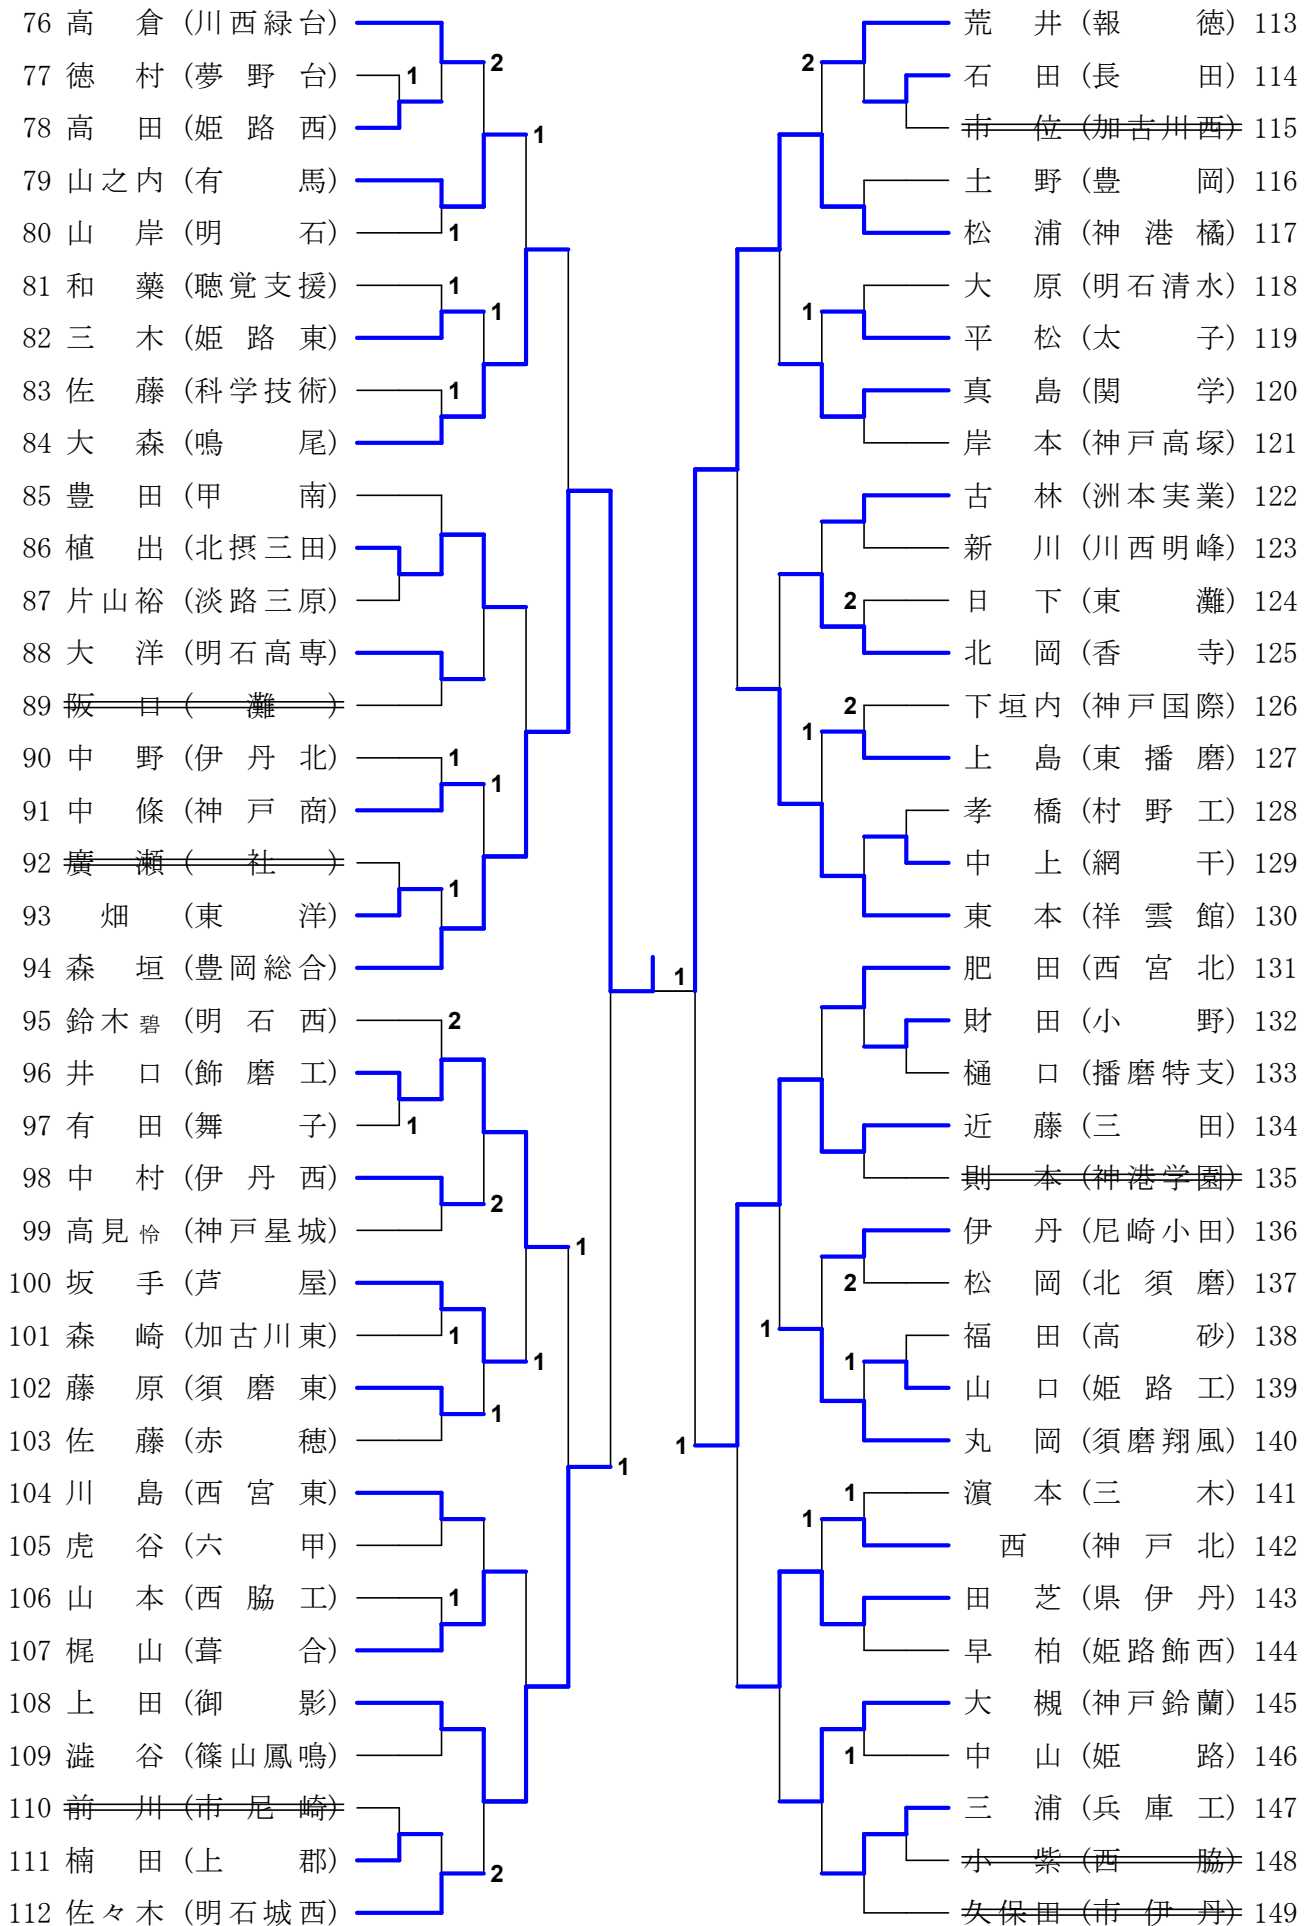 76 高倉 (川西緑台)
77 徳村 (夢野台)
78 高田 (姫路西)
79 山之内 (有馬)
80 山岸 (明石)
81 和藥 (聴覚支援)
82 三木 (姫路東)
83 佐藤 (科学技術)
84 大森 (鳴尾)
85 豊田 (甲南)
86 植出 (北摂三田)
87 片山裕 (淡路三原)
88 大洋 (明石高専)
89 阪口 (灘)
90 中野 (伊丹北)
91 中條 (神戸商)
92 廣瀬 (社)
93 畑 (東洋)
94 森垣 (豊岡総合)
95 鈴木碧 (明石西)
96 井口 (飾磨工)
97 有田 (舞子)
98 中村 (伊丹西)
99 高見怜 (神戸星城)
100 坂手 (芦屋)
101 森崎 (加古川東)
102 藤原 (須磨東)
103 佐藤 (赤穂)
104 川島 (西宮東)
105 虎谷 (六甲)
106 山本 (西脇工)
107 梶山 (葺合)
108 上田 (御影)
109 澁谷 (篠山鳳鳴)
110 前川 (市尼崎)
111 楠田 (上郡)
112 佐々木 (明石城西)
2
1
1
1
1
1
1
1
1
1
1
2
1
2
1
1
1
1
1
1
2
1
荒井 (報徳) 113
石田 (長田) 114
市位 (加古川西) 115
土野 (豊岡) 116
松浦 (神港橘) 117
大原 (明石清水) 118
平松 (太子) 119
真島 (関学) 120
岸本 (神戸高塚) 121
古林 (洲本実業) 122
新川 (川西明峰) 123
日下 (東灘) 124
北岡 (香寺) 125
下垣内 (神戸国際) 126
上島 (東播磨) 127
孝橋 (村野工) 128
中上 (網干) 129
東本 (祥雲館) 130
肥田 (西宮北) 131
財田 (小野) 132
樋口 (播磨特支) 133
近藤 (三田) 134
則本 (神港学園) 135
伊丹 (尼崎小田) 136
松岡 (北須磨) 137
福田 (高砂) 138
山口 (姫路工) 139
丸岡 (須磨翔風) 140
濵本 (三木) 141
西 (神戸北) 142
田芝 (県伊丹) 143
早柏 (姫路飾西) 144
大槻 (神戸鈴蘭) 145
中山 (姫路) 146
三浦 (兵庫工) 147
小紫 (西脇) 148
久保田 (市伊丹) 149
2
1
2
2
1
1
2
1
1
1
1
1
1